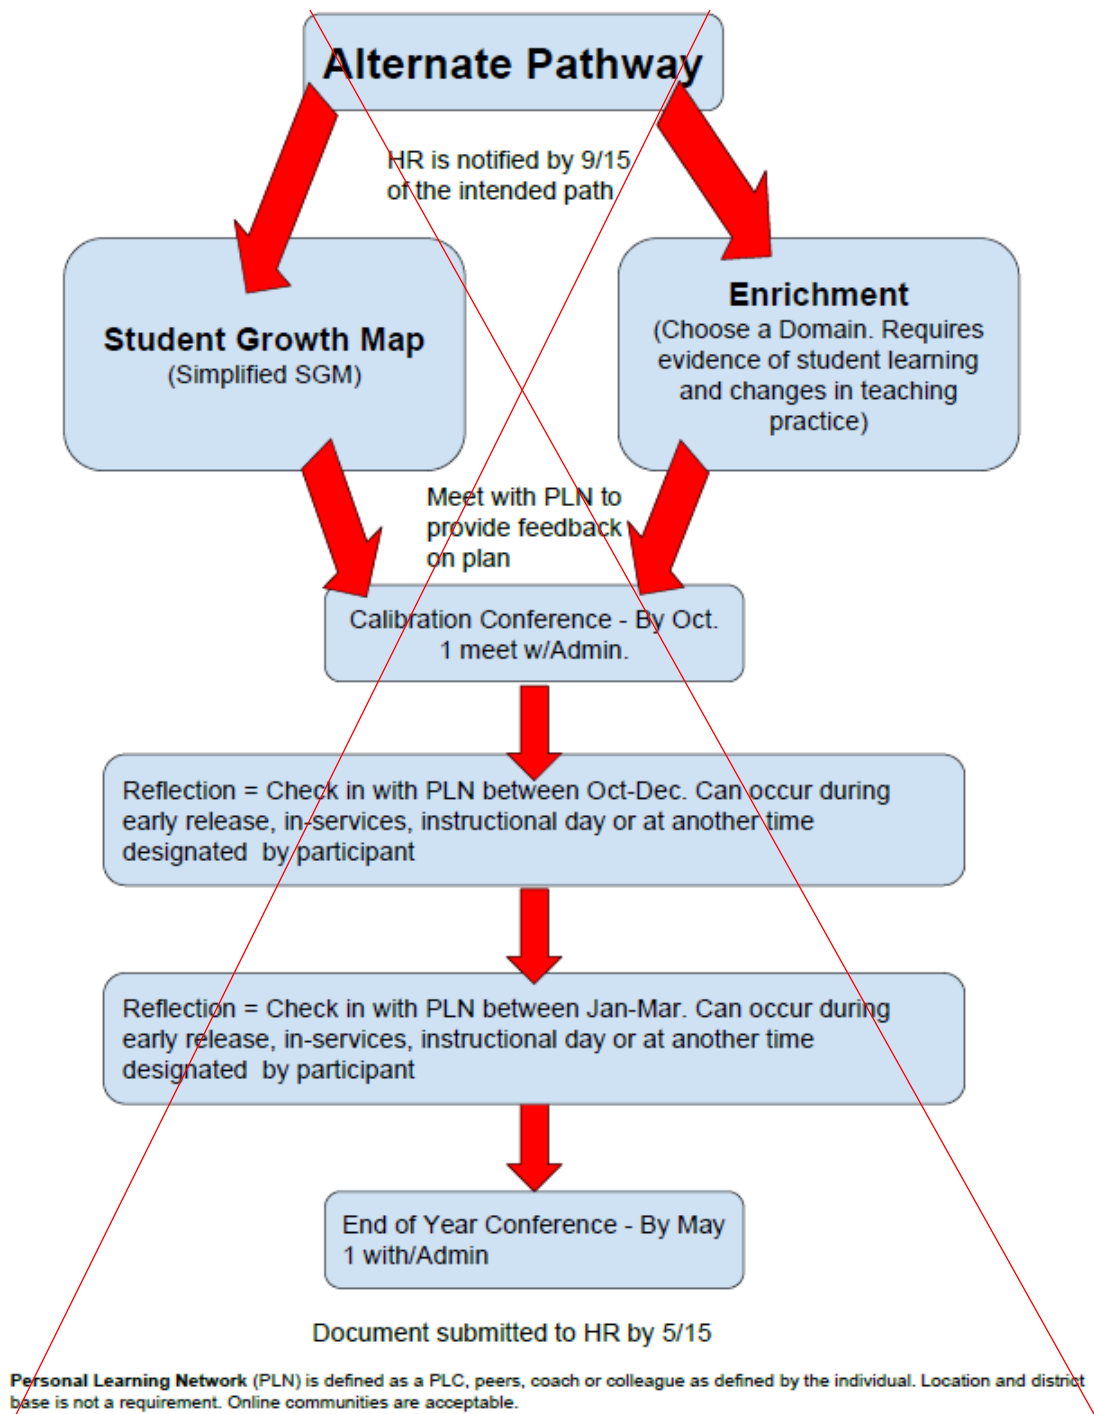 Alternate Pathway
HR is notified by 9/15
of the intended path
Student Growth Map
(Simplified SGM)
Enrichment
(Choose a Domain. Requires
evidence of student learning
and changes in teaching
practice)
Meet with PLN to
provide feedback
on plan
Calibration Conference - By Oct.
1 meet w/Admin.
Reflection = Check in with PLN between Oct-Dec. Can occur during
early release, in-services, instructional day or at another time
designated  by participant
Reflection = Check in with PLN between Jan-Mar. Can occur during
early release, in-services, instructional day or at another time
designated  by participant
End of Year Conference - By May
1 with/Admin
Document submitted to HR by 5/15
Personal Learning Network (PLN) is defined as a PLC, peers, coach or colleague as defined by the individual. Location and district
base is not a requirement. Online communities are acceptable.